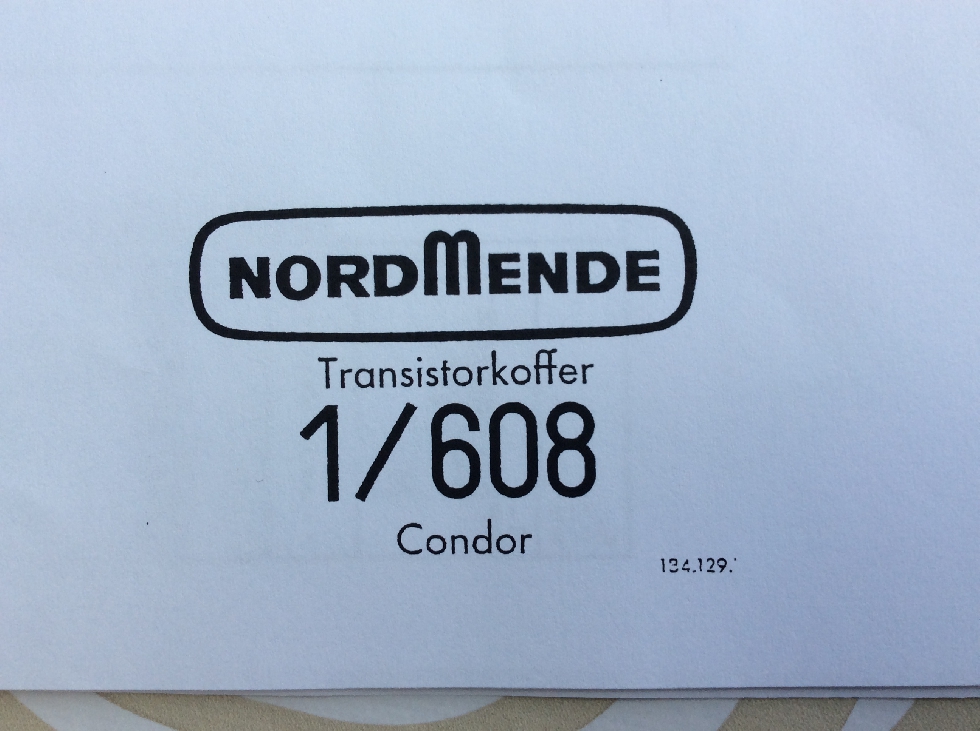 NORDMENDE
Transistorkoffer
1/608
Condor
134.129.